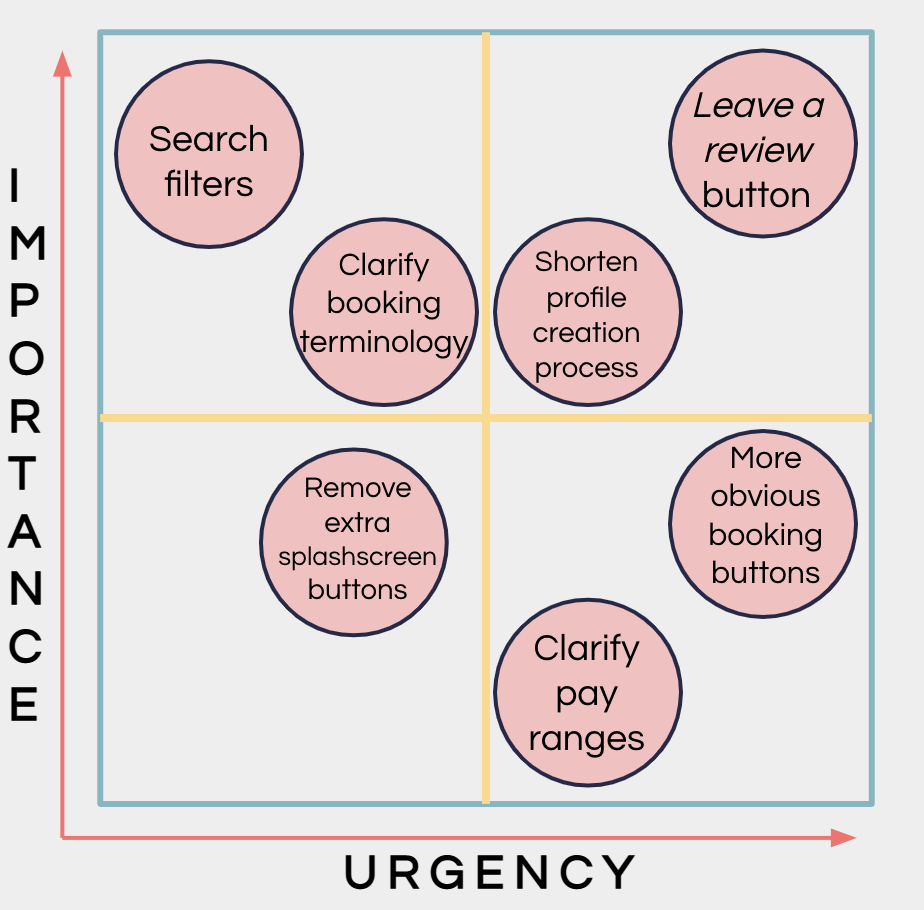 IMPORTANCE
Search
filters
Leave a
review
button
Clarify
booking
terminology
Shorten
profile
creation
process
Remove
extra
splashscreen
buttons
More
obvious
booking
buttons
Clarify
pay
ranges
URGENCY